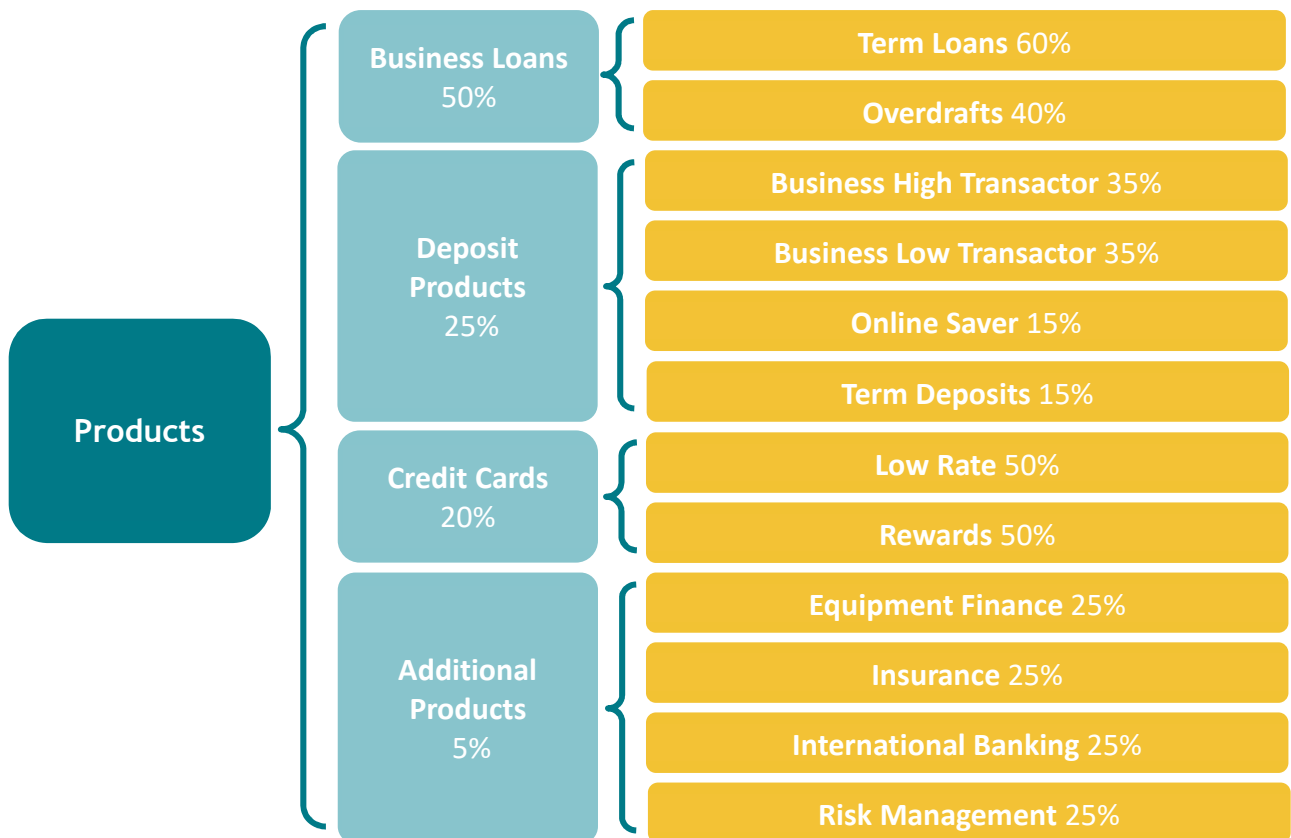 Products
Business Loans
50%
Term Loans 60%
Overdrafts 40%
Deposit
Products
25%
Business High Transactor 35%
Business Low Transactor 35%
Online Saver 15%
Term Deposits 15%
Credit Cards
20%
Low Rate 50%
Rewards 50%
Additional
Products
5%
Equipment Finance 25%
Insurance 25%
International Banking 25%
Risk Management 25%